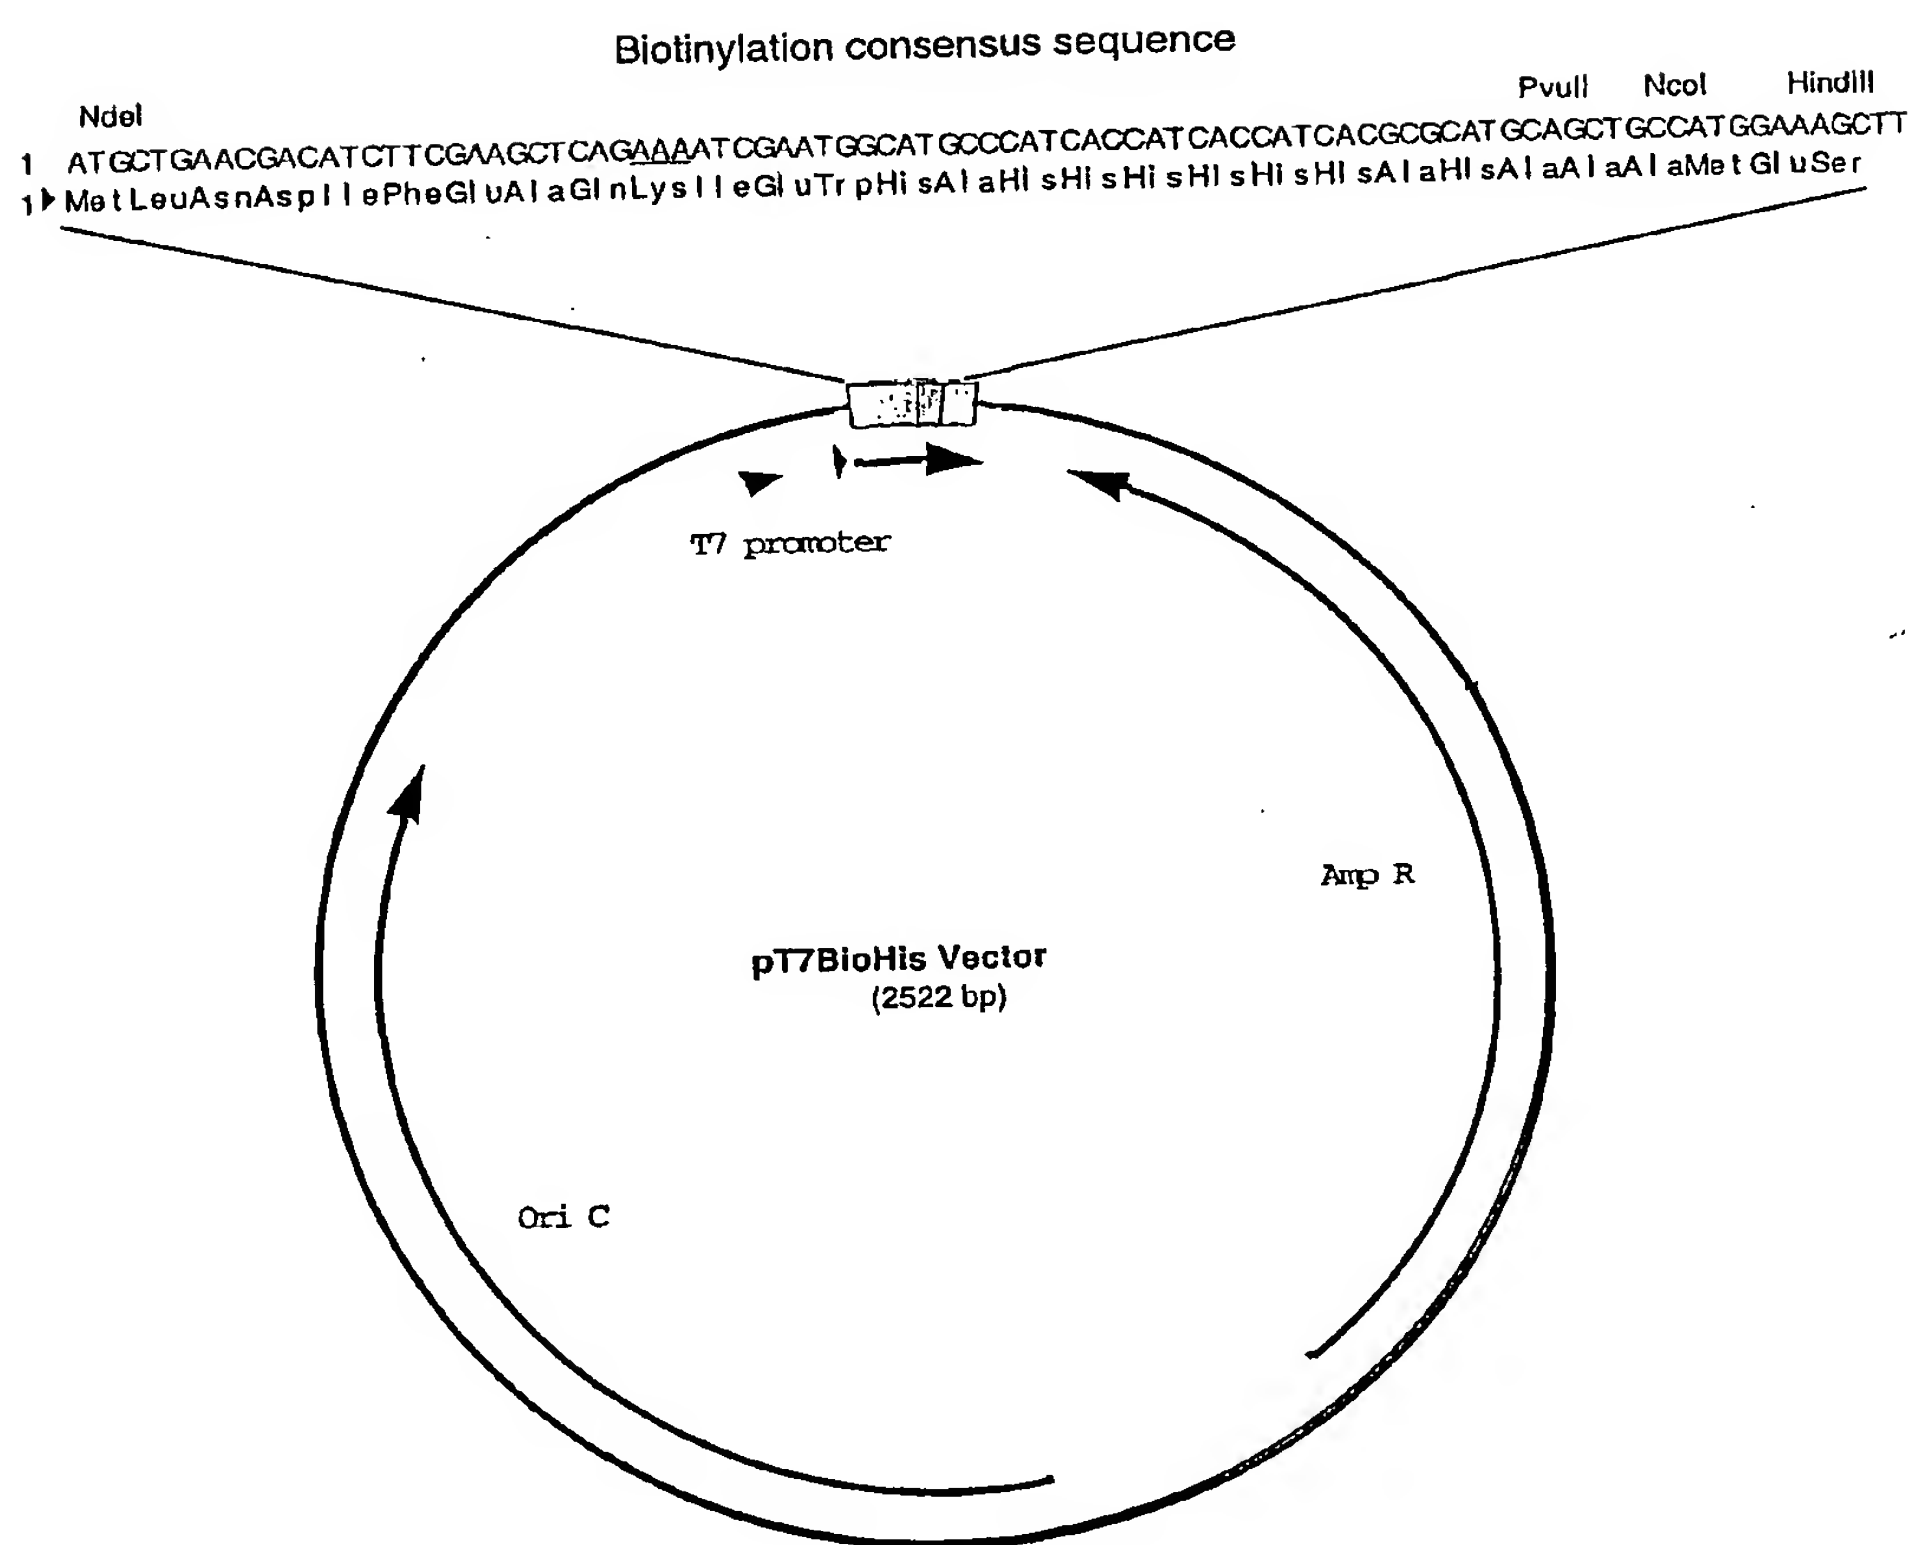 Biotinylation consensus sequence
NdeI PvuII NcoI HindIII
1 ATGCTGAACGACATCTTCGAAGCTCAGAAAATCGAATGGCATGCCCATCACCATCACCATCACGCGCATGCAGCTGCCATGGAAAGCTT
1 MetLeuAsnAspIlePheGluAlaGlnLysIleGluTrpHisAlaHisHisHisHisHisHisAlaHisAlaAlaAlaMetGluSer
T7 promoter
Amp R
pT7BioHis Vector
(2522 bp)
Ori C